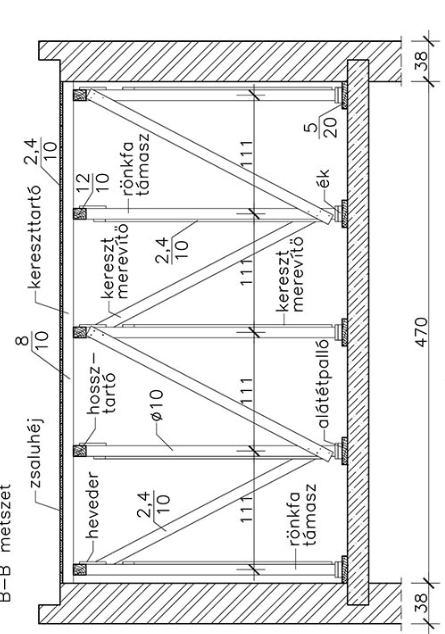 B–B metszet
zsaluhéj
8
10
kereszttartó
2,4
10
heveder
hossz–
tartó
12
10
rönkfa
támasz
2,4
10
ø10
kereszt
merevítő
2,4
10
111
111
111
111
rönkfa
támasz
alátétpalló
kereszt
merevítő
ék
5
20
38
470
38